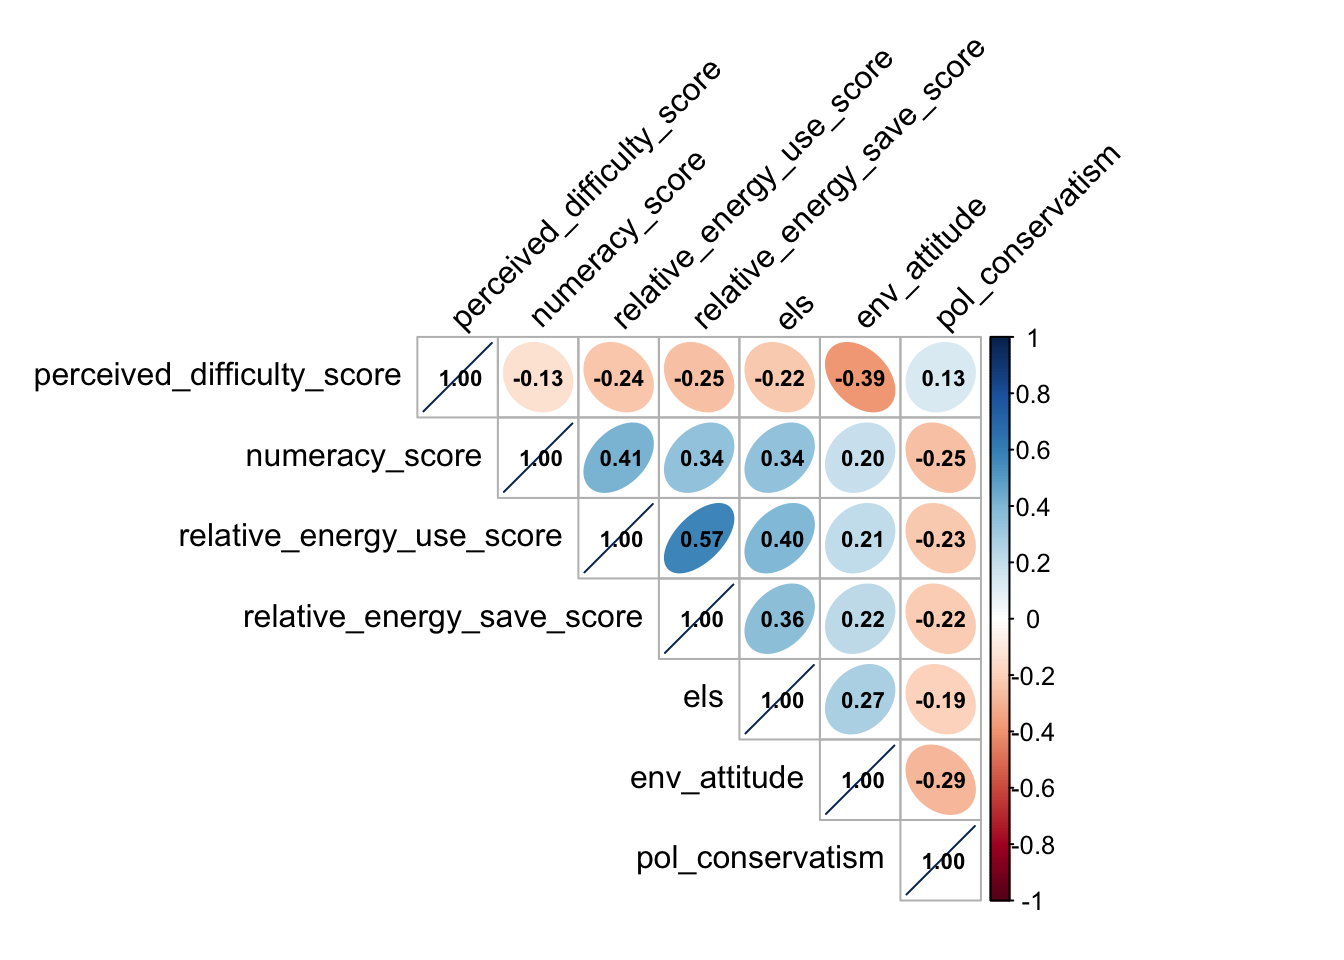 perceived_difficulty_score
numeracy_score
relative_energy_use_score
relative_energy_save_score
els
env_attitude
pol_conservatism
perceived_difficulty_score 1.00 -0.13 -0.24 -0.25 -0.22 -0.39 0.13
numeracy_score 1.00 0.41 0.34 0.34 0.20 -0.25
relative_energy_use_score 1.00 0.57 0.40 0.21 -0.23
relative_energy_save_score 1.00 0.36 0.22 -0.22
els 1.00 0.27 -0.19
env_attitude 1.00 -0.29
pol_conservatism 1.00
1
0.8
0.6
0.4
0.2
0
-0.2
-0.4
-0.6
-0.8
-1